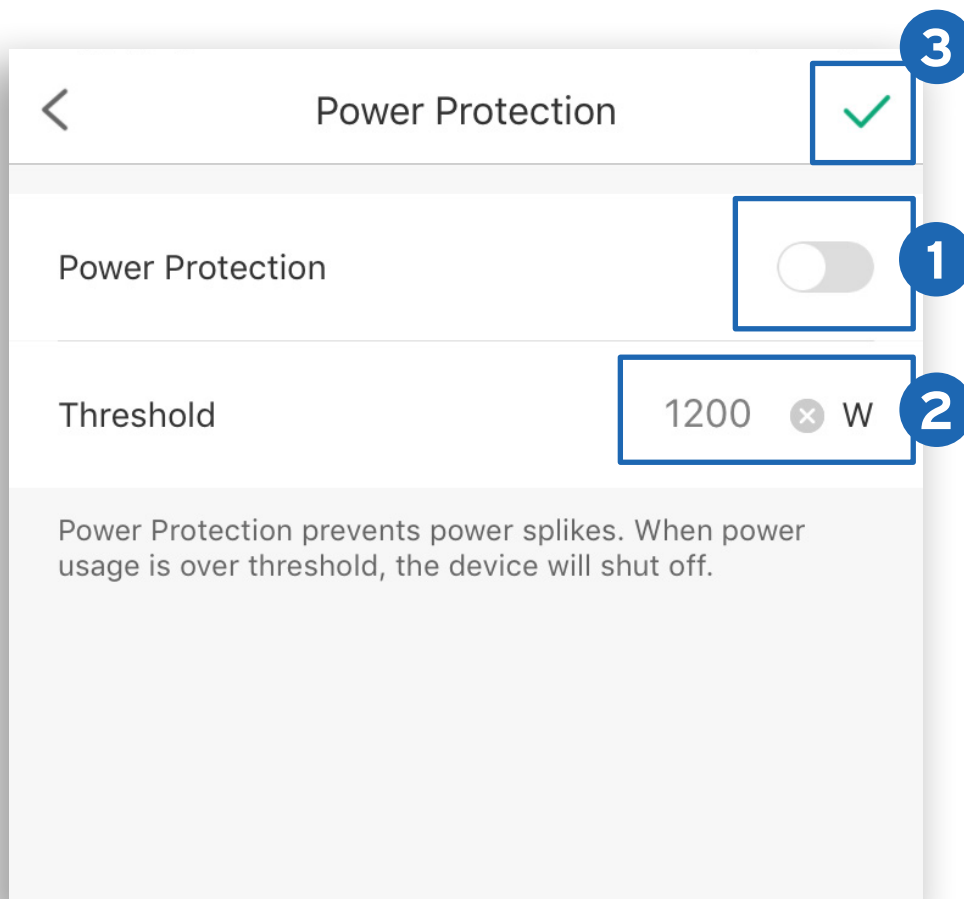 3
Power Protection
Power Protection
1
Threshold
1200 W
2
Power Protection prevents power splikes. When power
usage is over threshold, the device will shut off.